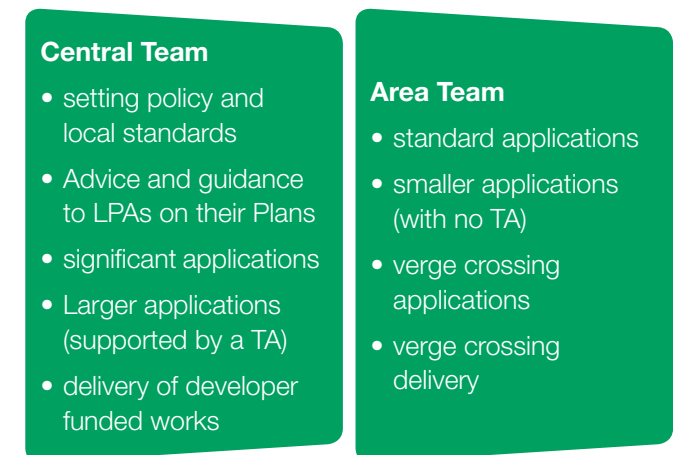 Central Team
• setting policy and
local standards
• Advice and guidance
to LPAs on their Plans
• significant applications
• Larger applications
(supported by a TA)
• delivery of developer
funded works
Area Team
• standard applications
• smaller applications
(with no TA)
• verge crossing
applications
• verge crossing
delivery